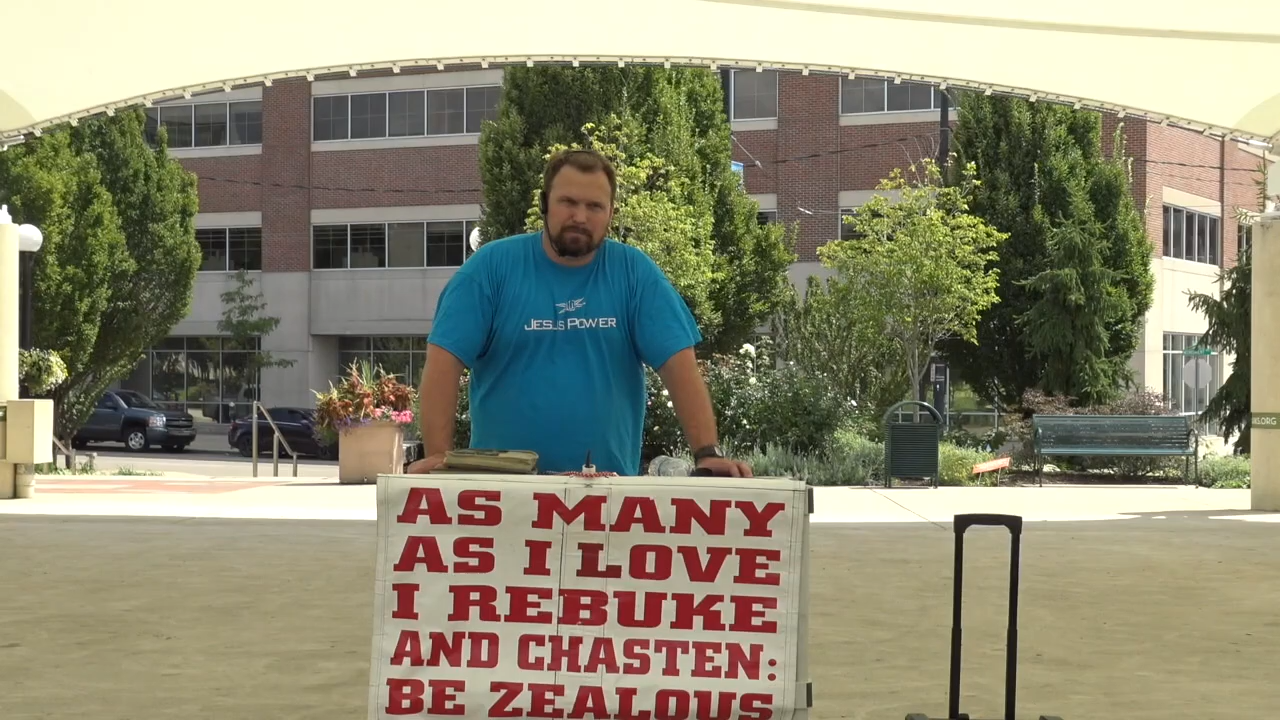 JESUS POWER
AS MANY
AS I LOVE
I REBUKE
AND CHASTEN:
BE ZEALOUS